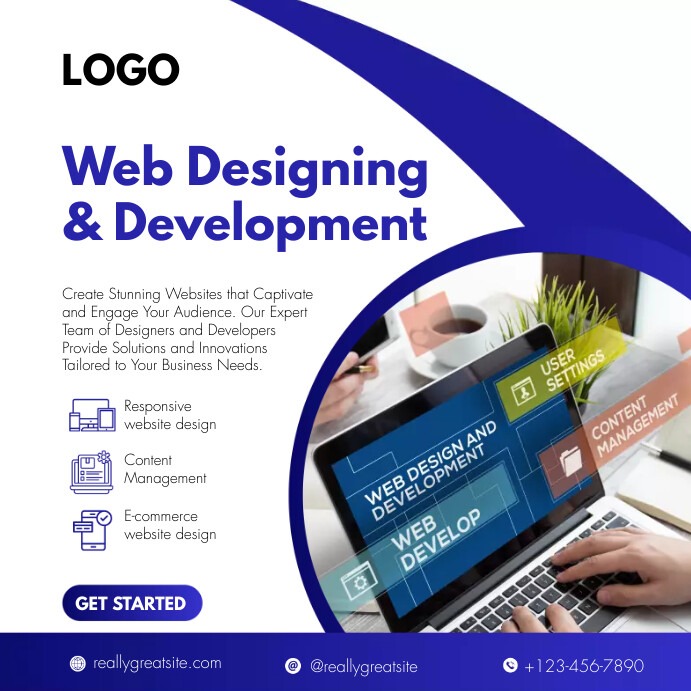 LOGO
Web Designing
& Development
Create Stunning Websites that Captivate
and Engage Your Audience. Our Expert
Team of Designers and Developers
Provide Solutions and Innovations
Tailored to Your Business Needs.
Responsive
website design
Content
Management
E-commerce
website design
GET STARTED
USER
SETTINGS
CONTENT
MANAGEMENT
WEB DESIGN AND
DEVELOPMENT
WEB
DEVELOP
reallygreatsite.com
@reallygreatsite
+123-456-7890